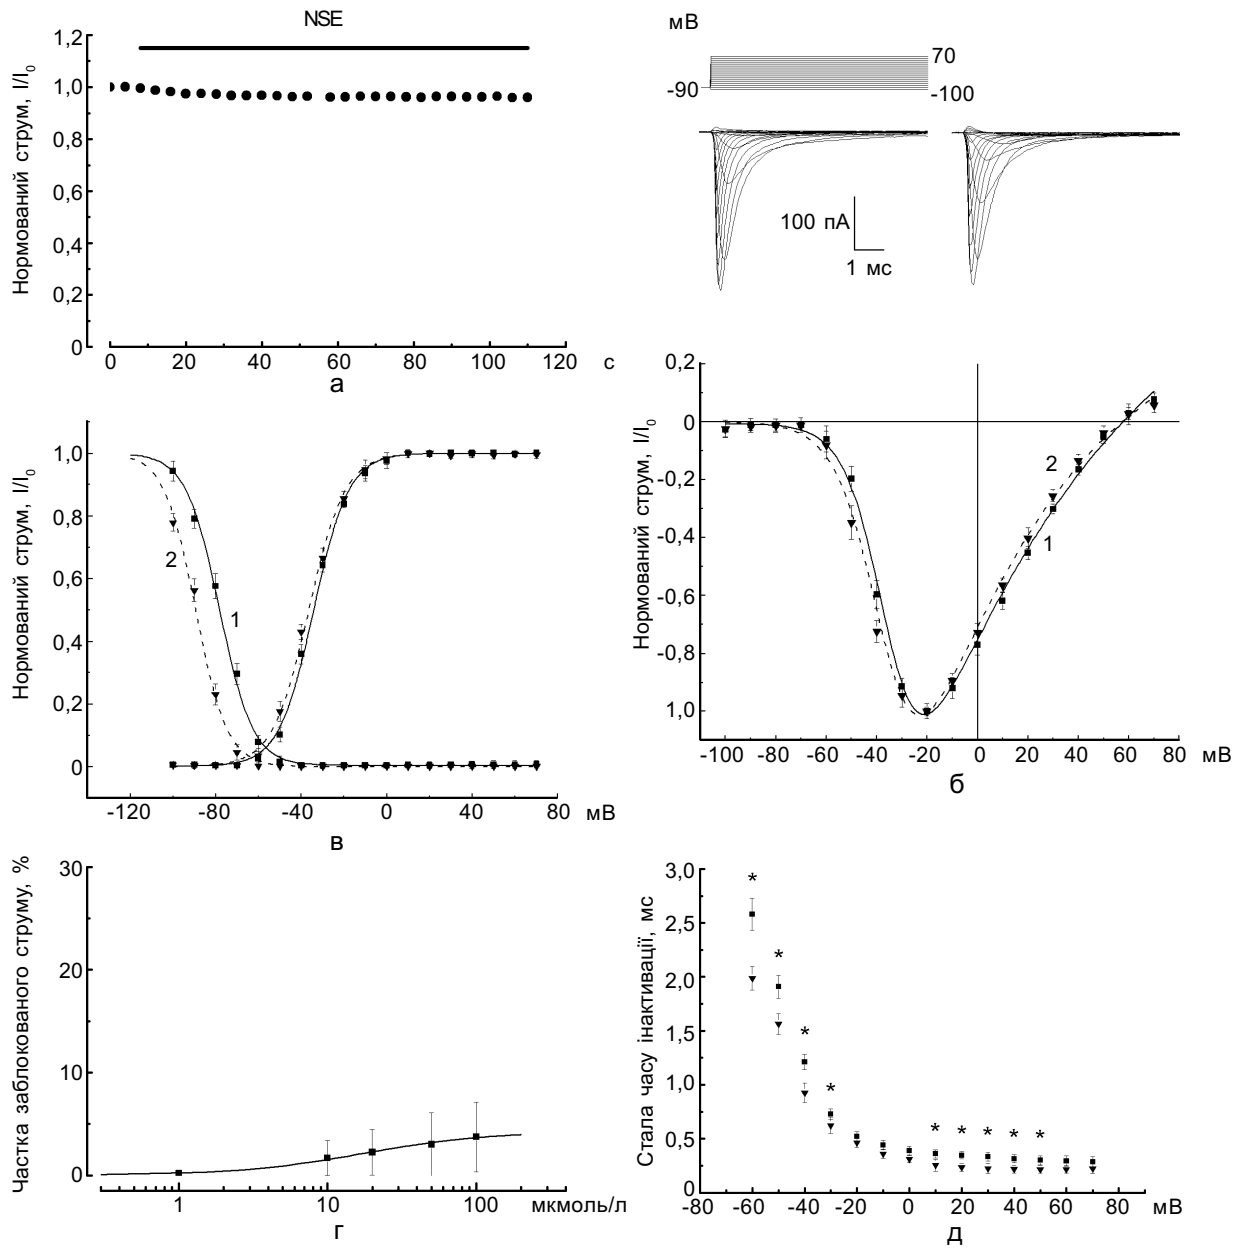 NSE
Нормований струм, I/I0
1,2
1,0
0,8
0,6
0,4
0,2
0
0 20 40 60 80 100 120 с
а
мВ
-90
70
-100
100 пА
1 мс
Нормований струм, I/I0
0,2
0
-0,2
-0,4
-0,6
-0,8
1,0
2
1
-100 -80 -60 -40 -20 0 20 40 60 80 мВ
б
Нормований струм, I/I0
1,0
0,8
0,6
0,4
0,2
0
2
1
-120 -80 -40 0 40 80 мВ
в
Частка заблокованого струму, %
30
20
10
0
1 10 100 мкмоль/л
г
Стала часу інактивації, мс
3,0
2,5
2,0
1,5
1,0
0,5
0
* * * * * * * * *
-80 -60 -40 -20 0 20 40 60 80 мВ
д